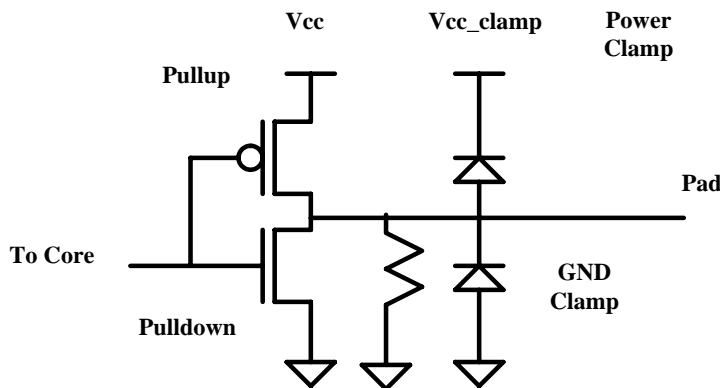 Vcc
Vcc_clamp
Power
Clamp
Pullup
Pad
To Core
GND
Clamp
Pulldown